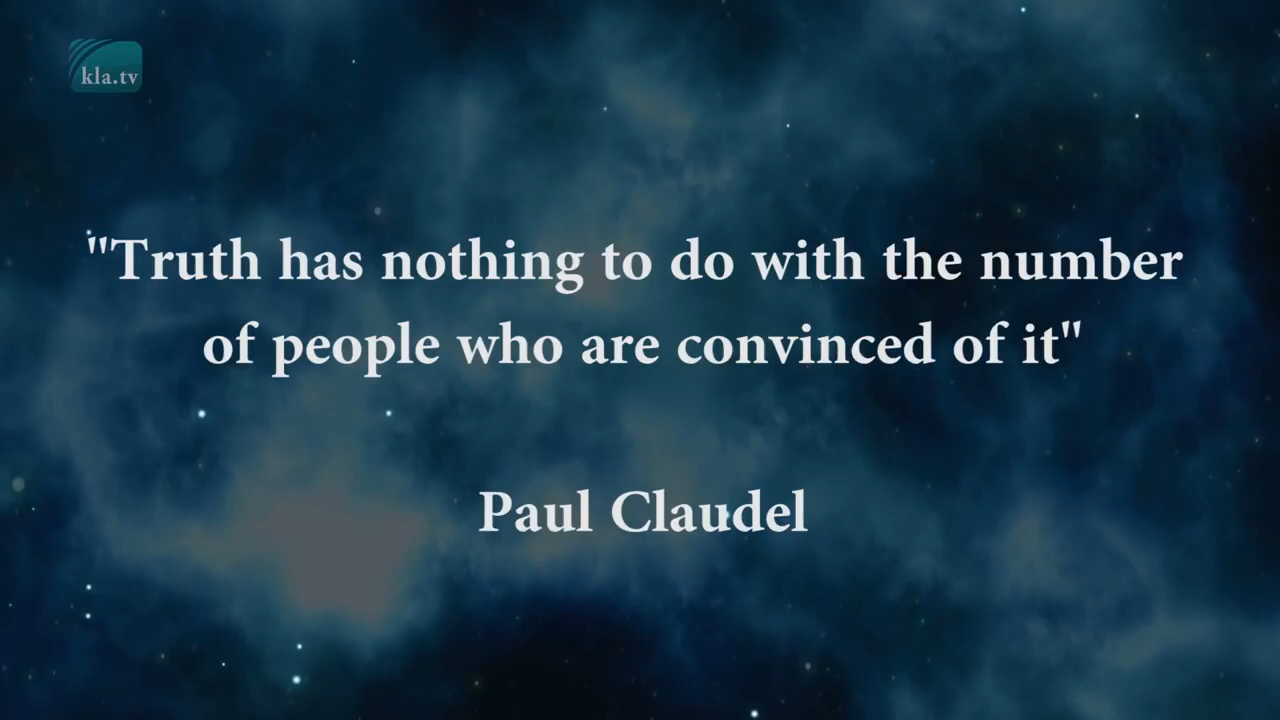 kla.tv
"Truth has nothing to do with the number
of people who are convinced of it"
Paul Claudel